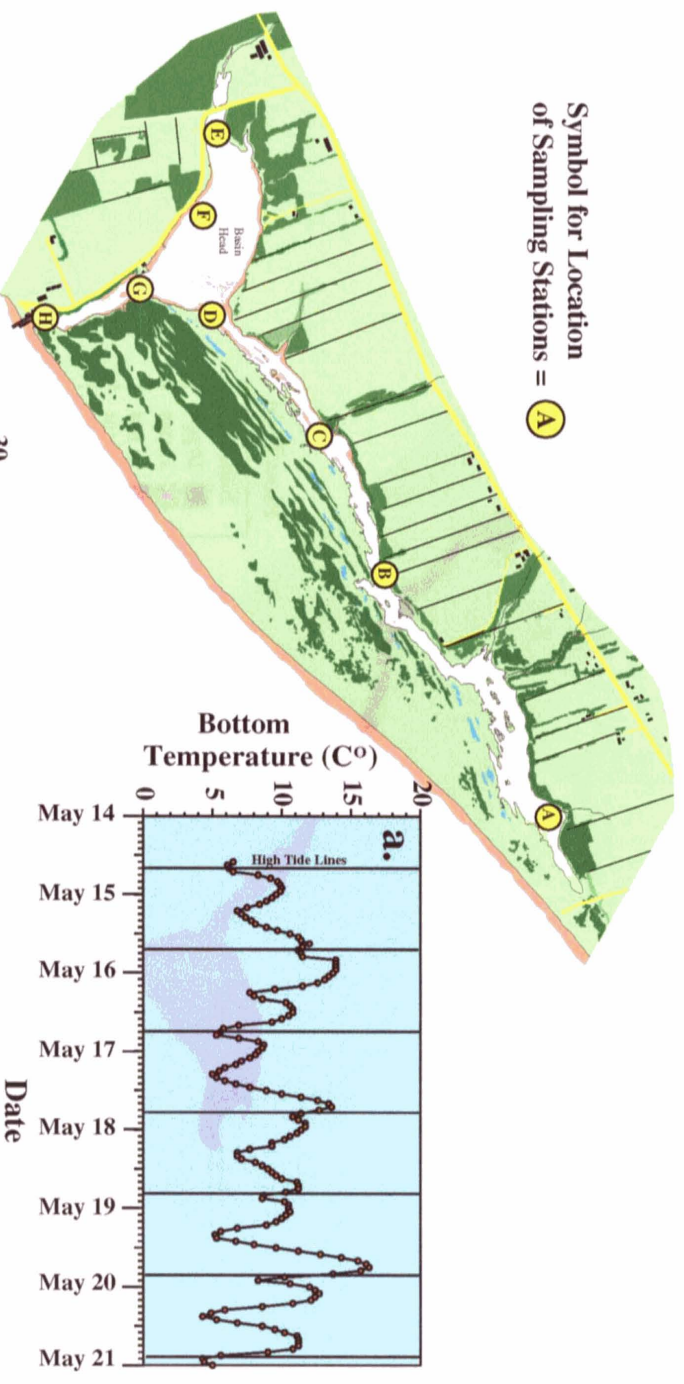 Symbol for Location
of Sampling Stations = A
E
F
Basin
Head
G
H
D
C
B
A
20
Bottom
Temperature (C°)
0
5
10
15
20
a.
High Tide Lines
May 14
May 15
May 16
May 17
May 18
May 19
May 20
May 21
Date